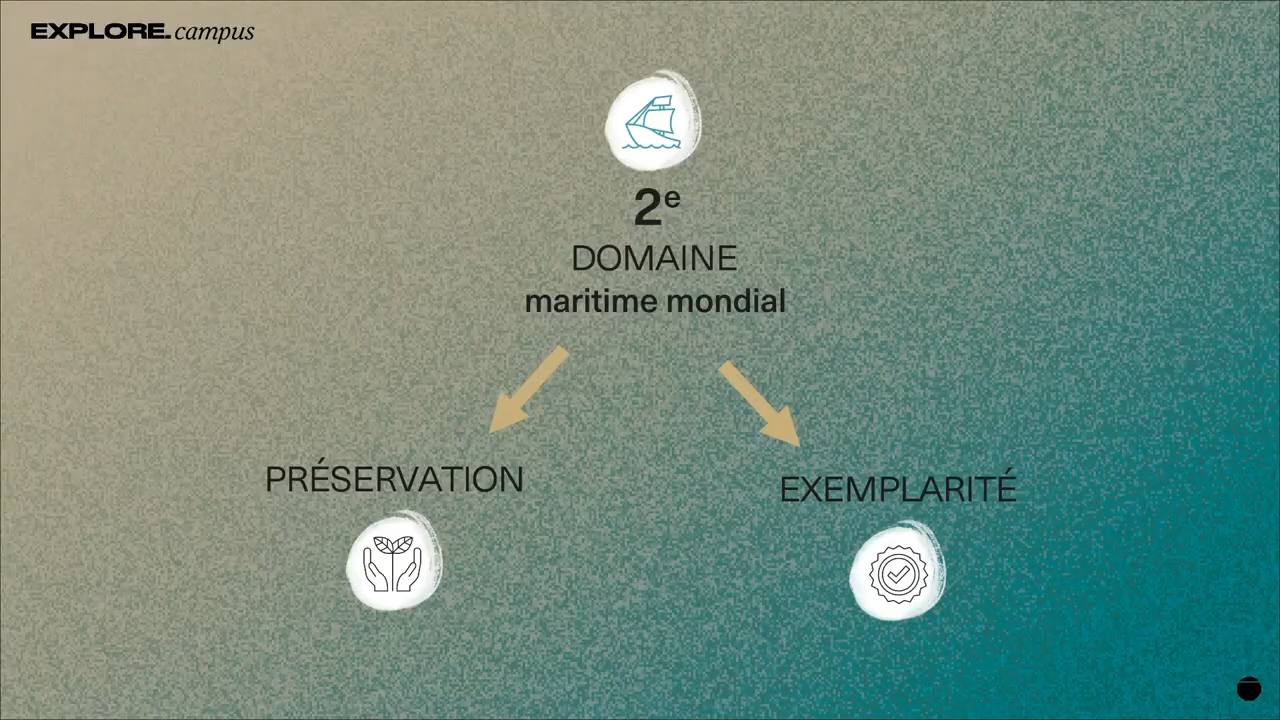 EXPLORE.campus
2e
DOMAINE
maritime mondial
PRÉSERVATION
EXEMPLARITÉ